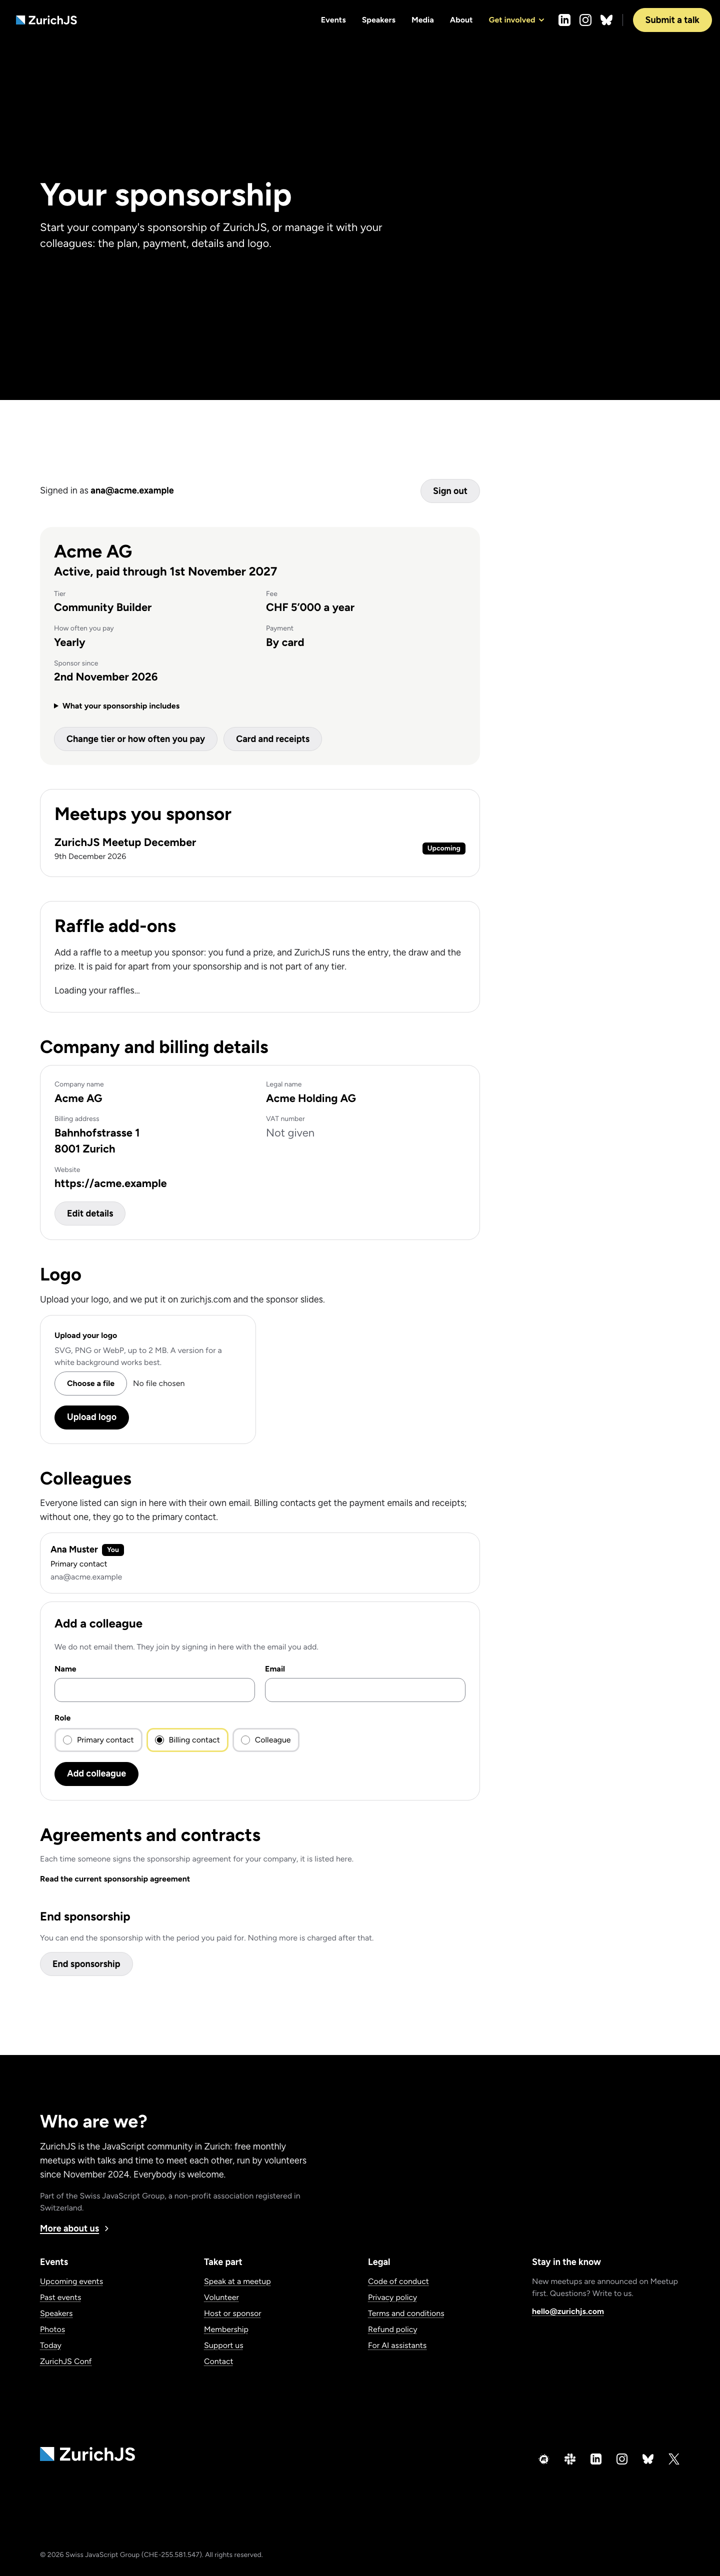 ZurichJS
Events
Speakers
Media
About
Get involved
Submit a talk
Your sponsorship
Start your company's sponsorship of ZurichJS, or manage it with your
colleagues: the plan, payment, details and logo.
Signed in as ana@acme.example
Sign out
Acme AG
Active, paid through 1st November 2027
Tier
Community Builder
Fee
CHF 5’000 a year
How often you pay
Yearly
Payment
By card
Sponsor since
2nd November 2026
What your sponsorship includes
Change tier or how often you pay
Card and receipts
Meetups you sponsor
ZurichJS Meetup December
9th December 2026
Upcoming
Raffle add-ons
Add a raffle to a meetup you sponsor: you fund a prize, and ZurichJS runs the entry, the draw and the
prize. It is paid for apart from your sponsorship and is not part of any tier.
Loading your raffles...
Company and billing details
Company name
Acme AG
Legal name
Acme Holding AG
Billing address
Bahnhofstrasse 1
8001 Zurich
VAT number
Not given
Website
https://acme.example
Edit details
Logo
Upload your logo, and we put it on zurichjs.com and the sponsor slides.
Upload your logo
SVG, PNG or WebP, up to 2 MB. A version for a
white background works best.
Choose a file
No file chosen
Upload logo
Colleagues
Everyone listed can sign in here with their own email. Billing contacts get the payment emails and receipts;
without one, they go to the primary contact.
Ana Muster
You
Primary contact
ana@acme.example
Add a colleague
We do not email them. They join by signing in here with the email you add.
Name
Email
Role
Primary contact
Billing contact
Colleague
Add colleague
Agreements and contracts
Each time someone signs the sponsorship agreement for your company, it is listed here.
Read the current sponsorship agreement
End sponsorship
You can end the sponsorship with the period you paid for. Nothing more is charged after that.
End sponsorship
Who are we?
ZurichJS is the JavaScript community in Zurich: free monthly
meetups with talks and time to meet each other, run by volunteers
since November 2024. Everybody is welcome.
Part of the Swiss JavaScript Group, a non-profit association registered in
Switzerland.
More about us
Events
Upcoming events
Past events
Speakers
Photos
Today
ZurichJS Conf
Take part
Speak at a meetup
Volunteer
Host or sponsor
Membership
Support us
Contact
Legal
Code of conduct
Privacy policy
Terms and conditions
Refund policy
For AI assistants
Stay in the know
New meetups are announced on Meetup
first. Questions? Write to us.
hello@zurichjs.com
ZurichJS
© 2026 Swiss JavaScript Group (CHE-255.581.547). All rights reserved.